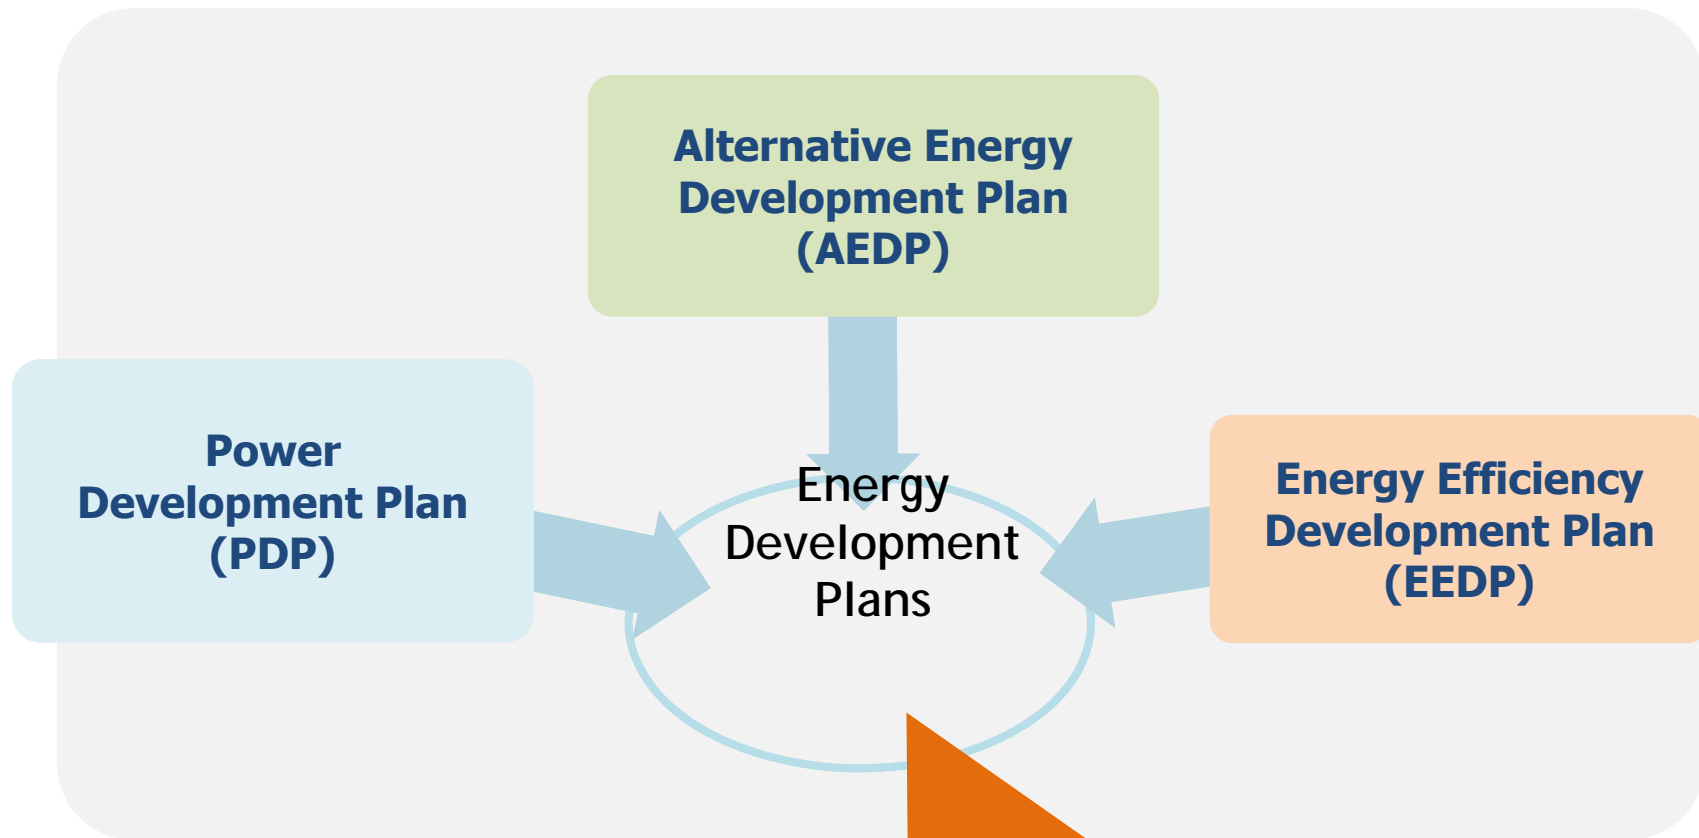 Alternative Energy
Development Plan
(AEDP)
Power
Development Plan
(PDP)
Energy
Development
Plans
Energy Efficiency
Development Plan
(EEDP)